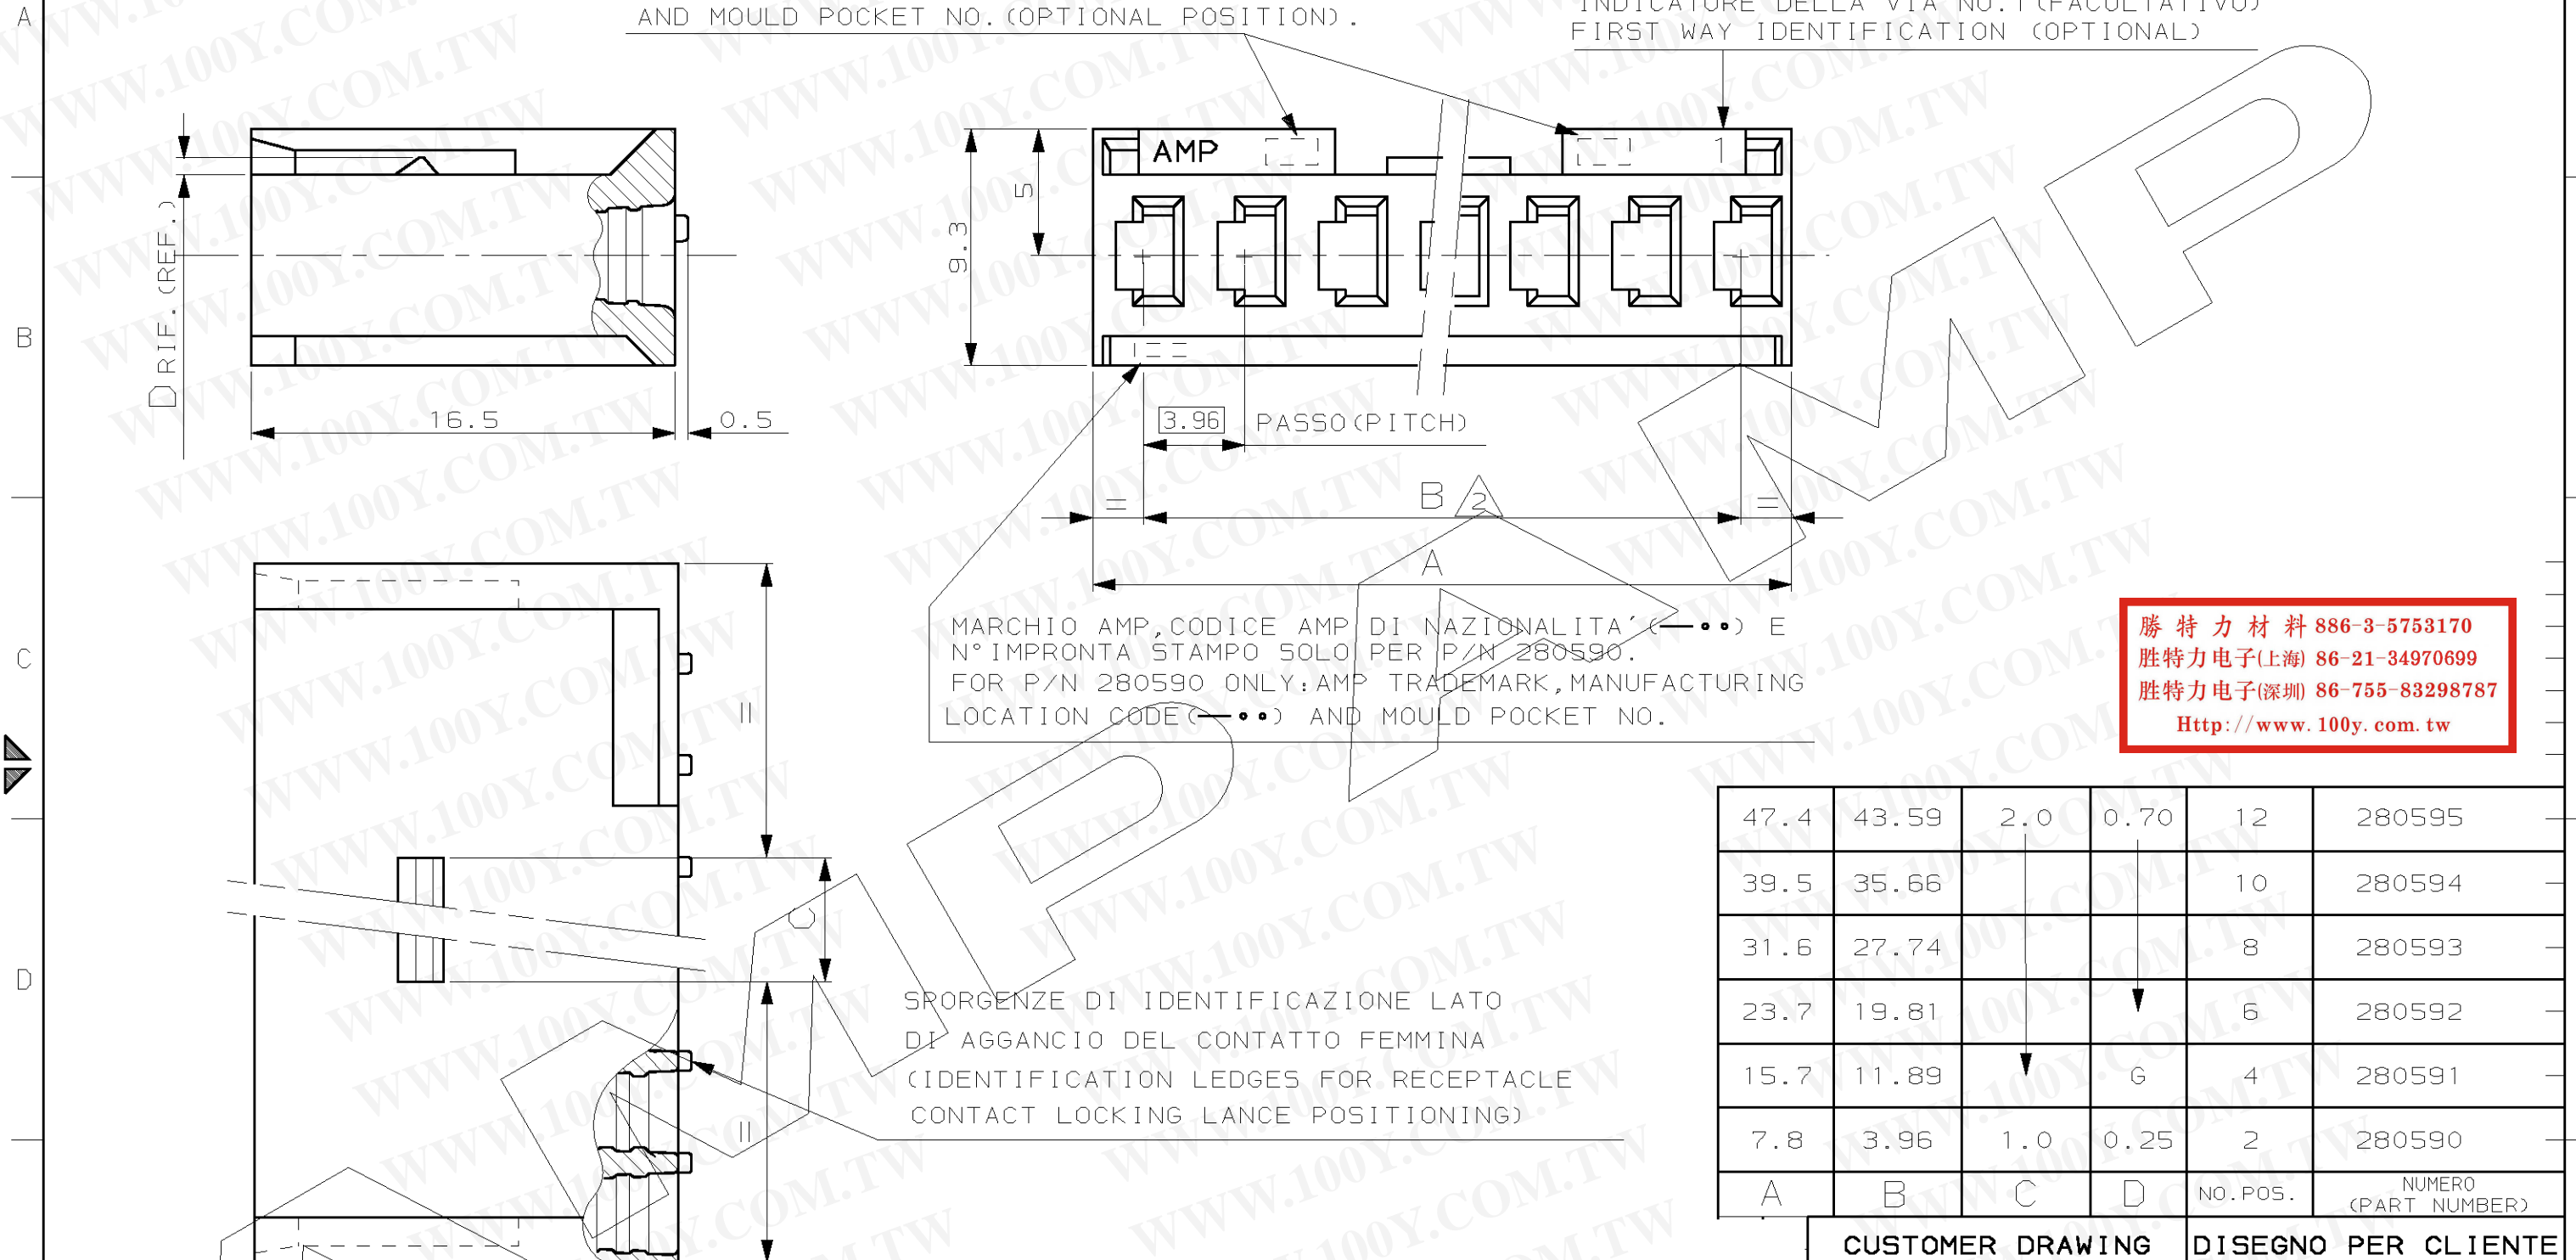 A
AND MOULD POCKET NO.(OPTIONAL POSITION).
INDICATORE DELLA VIA NO.1(FACOLTATIVO)
FIRST WAY IDENTIFICATION (OPTIONAL)
AMP
1
5
9.3
D RIF.(REF.)
B
16.5
0.5
3.96 PASSO(PITCH)
= B 2 =
A
MARCHIO AMP,CODICE AMP DI NAZIONALITA´(—••) E
N°IMPRONTA STAMPO SOLO PER P/N 280590.
FOR P/N 280590 ONLY:AMP TRADEMARK,MANUFACTURING
LOCATION CODE(—••) AND MOULD POCKET NO.
C
=
勝特力材料 886-3-5753170
胜特力电子(上海) 86-21-34970699
胜特力电子(深圳) 86-755-83298787
Http://www.100y.com.tw
C
D
SPORGENZE DI IDENTIFICAZIONE LATO
DI AGGANCIO DEL CONTATTO FEMMINA
(IDENTIFICATION LEDGES FOR RECEPTACLE
CONTACT LOCKING LANCE POSITIONING)
=
47.4 43.59 2.0 0.70 12 280595
39.5 35.66 10 280594
31.6 27.74 8 280593
23.7 19.81 6 280592
15.7 11.89 G 4 280591
7.8 3.96 1.0 0.25 2 280590
A B C D NO.POS. NUMERO
(PART NUMBER)
CUSTOMER DRAWING DISEGNO PER CLIENTE
AMP
AMP
WWW.100Y.COM.TW